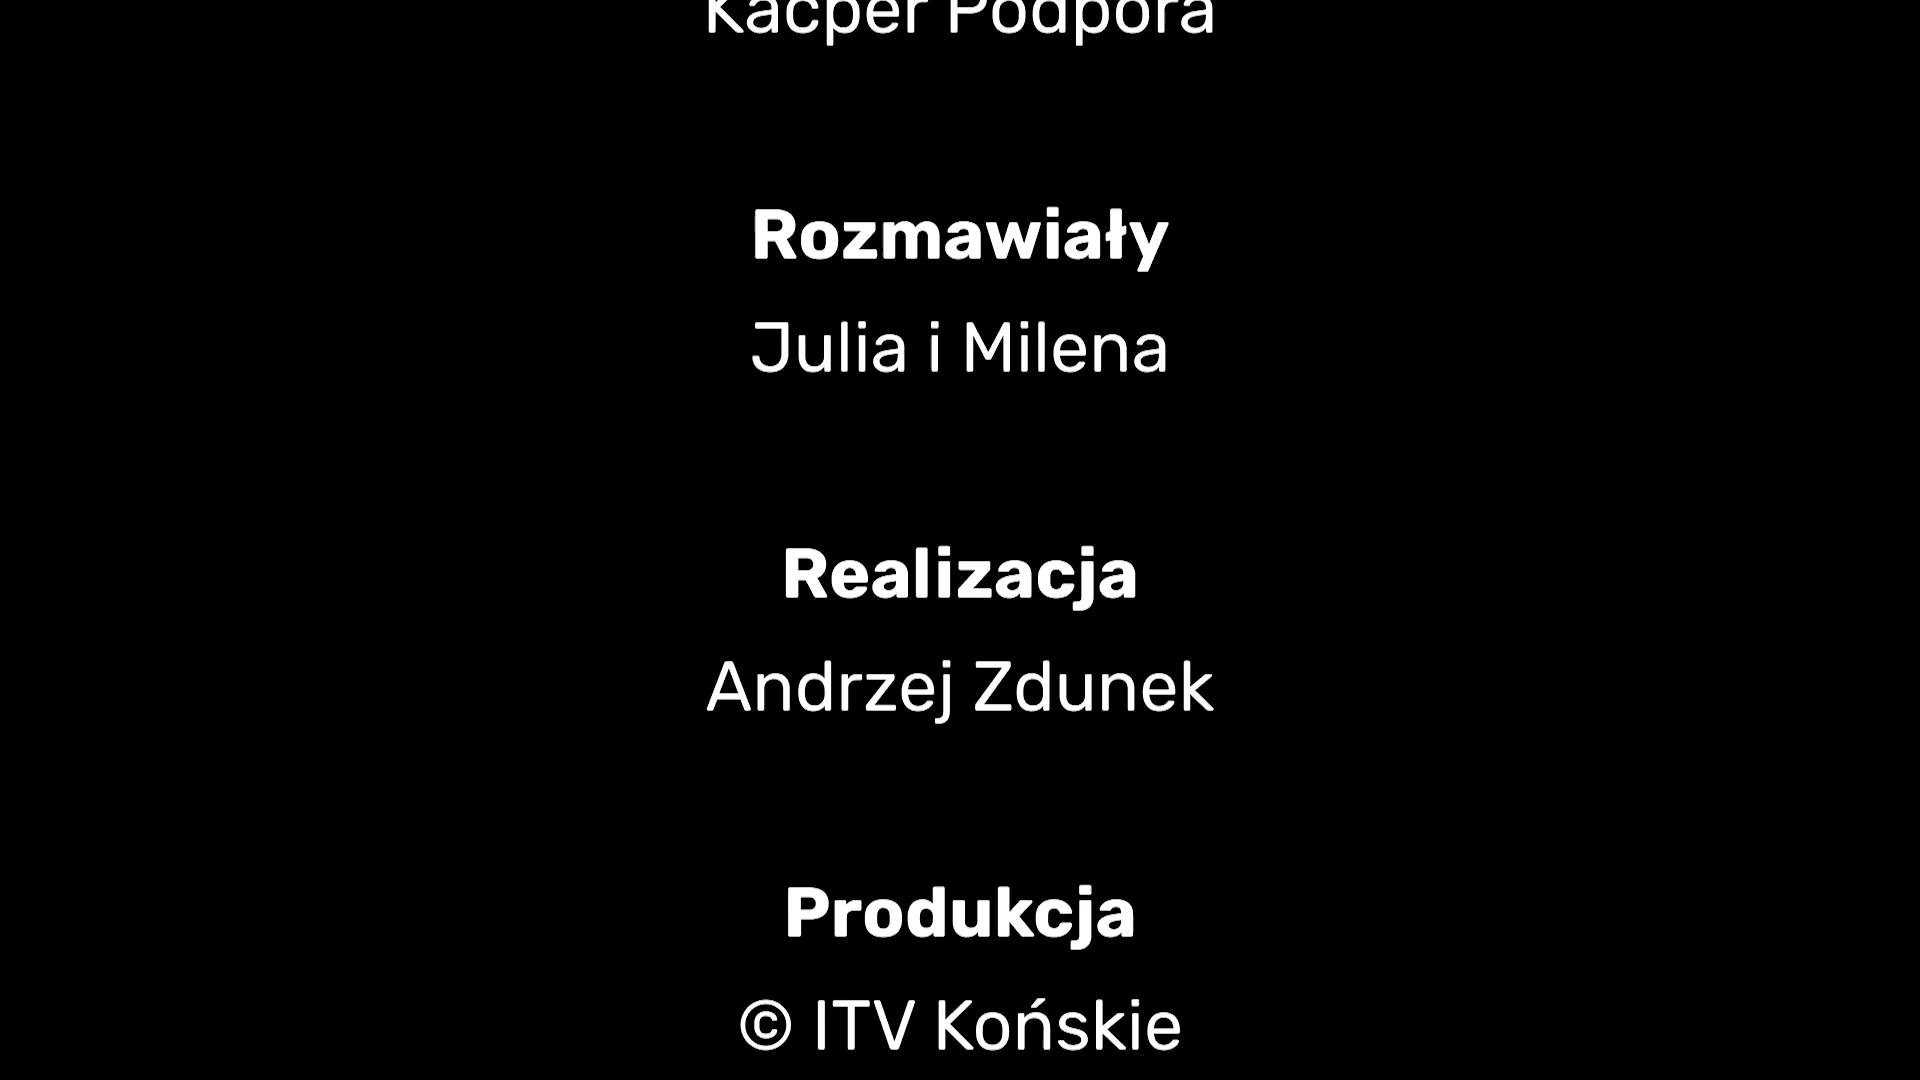 Kacper Podpora
Rozmawiały
Julia i Milena
Realizacja
Andrzej Zdunek
Produkcja
© ITV Końskie